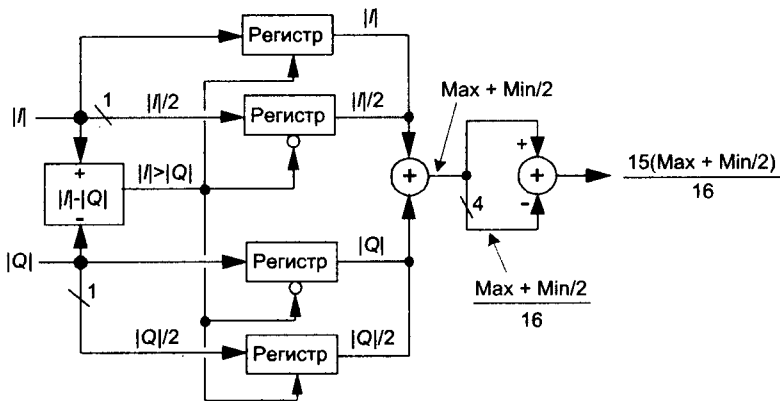 |I|
Регистр
Max + Min/2
|I|
1
|I|/2
Регистр
|I|/2
+
|I|-|Q|
-
|I|>|Q|
+
4
+
+
-
15(Max + Min/2)
16
|Q|
1
Регистр
|Q|
Max + Min/2
16
|Q|/2
Регистр
|Q|/2